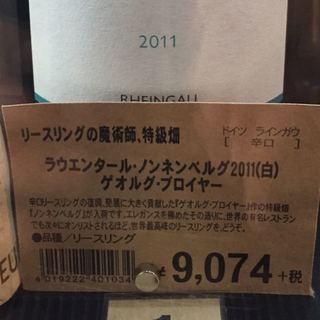 2011
RHEINGAU
リースリングの魔術師、特級畑
ドイツ ラインガウ
[ 辛口 ]
ラウエンタール・ノンネンベルグ2011(白)
ゲオルグ・ブロイヤー
辛口リースリングの復興、発展に大きく貢献した『ゲオルグ・ブロイヤー』作の特級畑
『ノンネンベルグ』が入荷です。エレガンスを極めたその造りに、世界の有名レストラン
でも次々にオンリストされるほど。世界最高峰のリースリングを、どうぞ。
●品種/リースリング
¥9,074+税
4019222401034